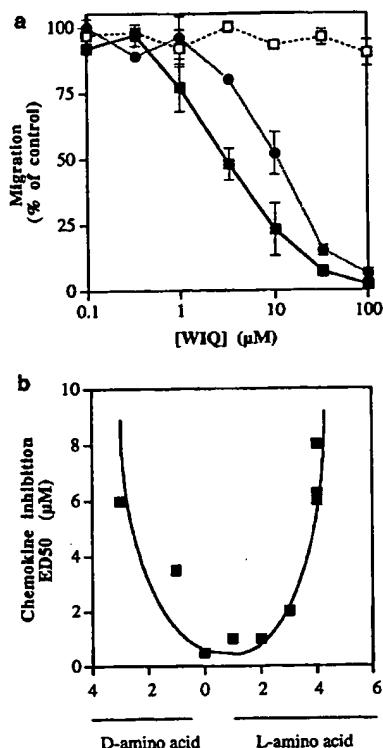 a
100
75
50
25
0
Migration
(% of control)
0.1 1 10 100
[WIQ] (µM)
b
10
8
6
4
2
0
Chemokine inhibition
ED50 (µM)
4 2 0 2 4 6
D-amino acid L-amino acid